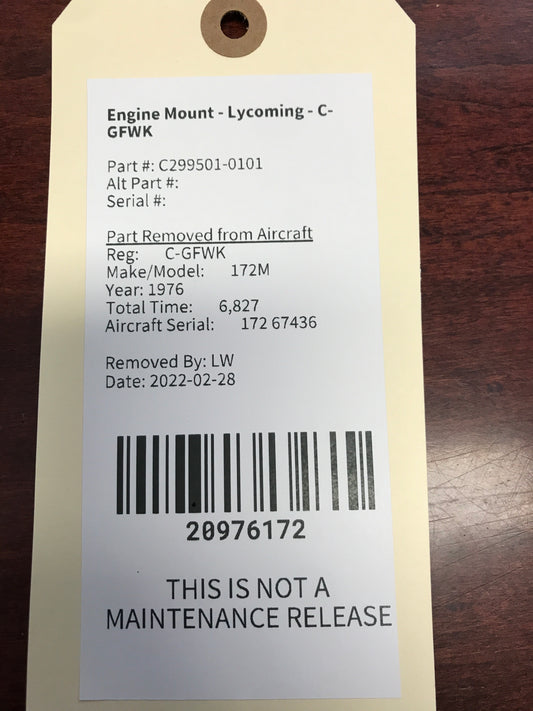 Engine Mount - Lycoming - C-
GFWK
Part #: C299501-0101
Alt Part #:
Serial #:
Part Removed from Aircraft
Reg: C-GFWK
Make/Model: 172M
Year: 1976
Total Time: 6,827
Aircraft Serial: 172 67436
Removed By: LW
Date: 2022-02-28
20976172
THIS IS NOT A
MAINTENANCE RELEASE